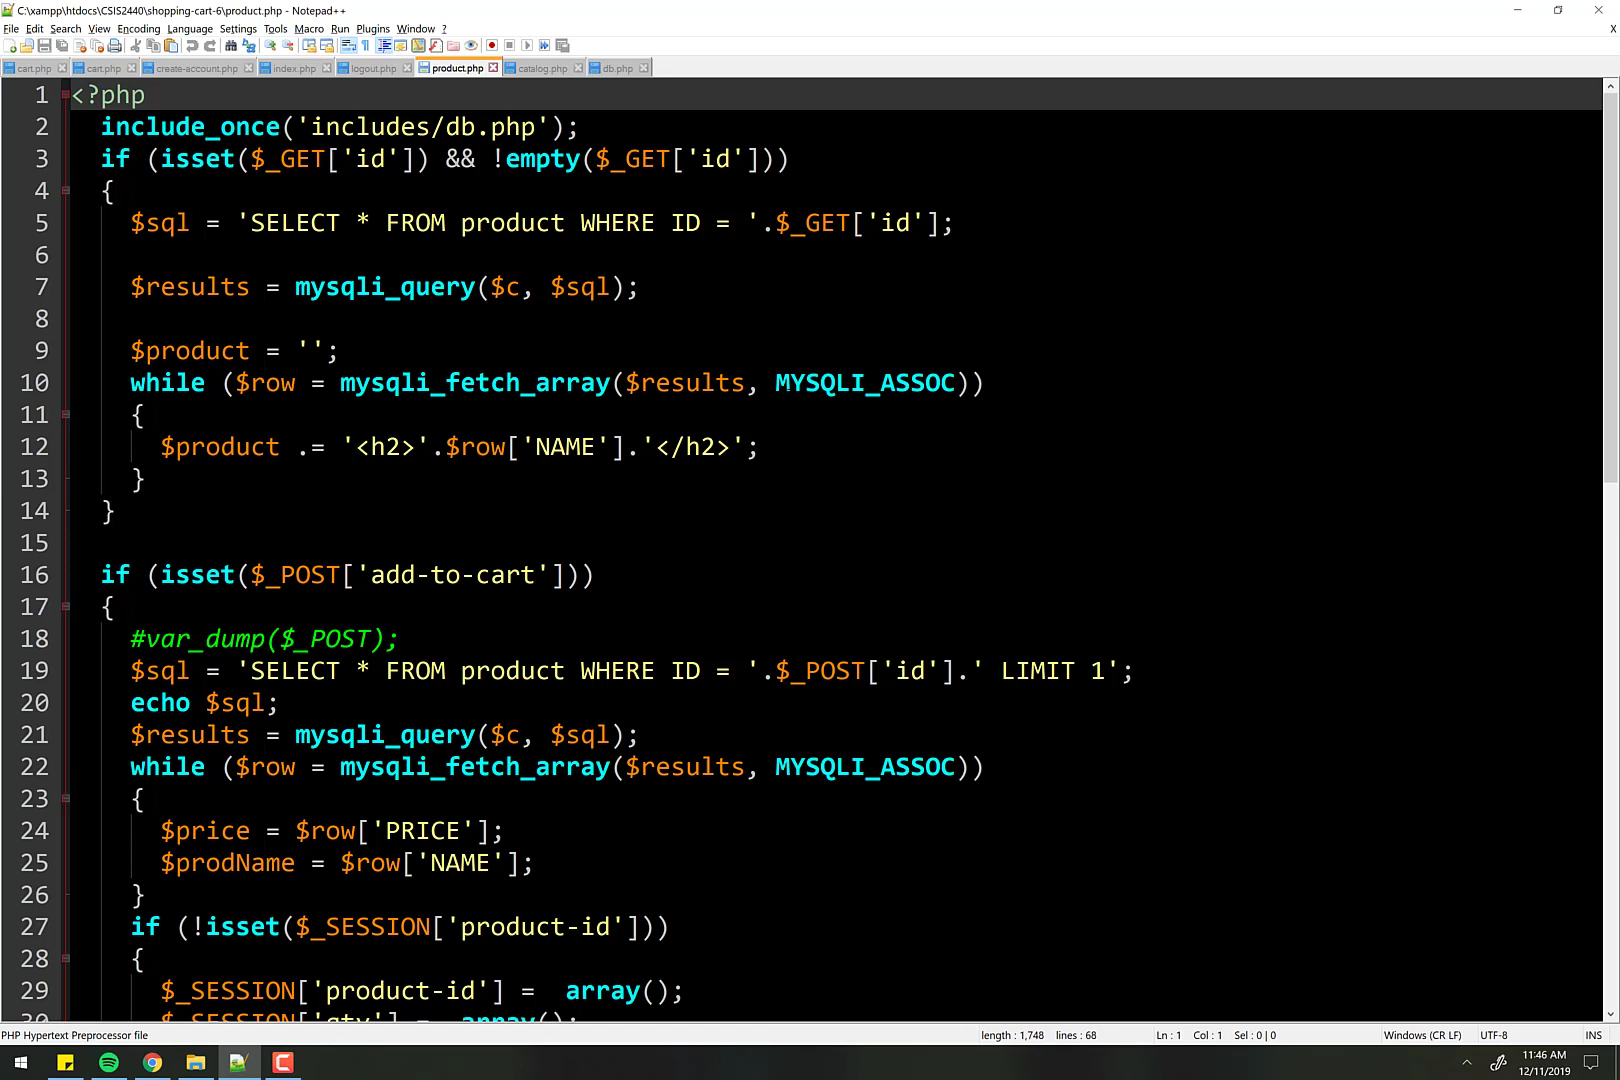 C:\xampp\htdocs\CSIS2440\shopping-cart-6\product.php - Notepad++
File Edit Search View Encoding Language Settings Tools Macro Run Plugins Window ? X
cart.php cart.php create-account.php index.php logout.php product.php catalog.php db.php
1 <?php
2 include_once('includes/db.php');
3 if (isset($_GET['id']) && !empty($_GET['id']))
4 {
5 $sql = 'SELECT * FROM product WHERE ID = '.$_GET['id'];
6
7 $results = mysqli_query($c, $sql);
8
9 $product = '';
10 while ($row = mysqli_fetch_array($results, MYSQLI_ASSOC))
11 {
12 $product .= '<h2>'.$row['NAME'].'</h2>';
13 }
14 }
15
16 if (isset($_POST['add-to-cart']))
17 {
18 #var_dump($_POST);
19 $sql = 'SELECT * FROM product WHERE ID = '.$_POST['id'].' LIMIT 1';
20 echo $sql;
21 $results = mysqli_query($c, $sql);
22 while ($row = mysqli_fetch_array($results, MYSQLI_ASSOC))
23 {
24 $price = $row['PRICE'];
25 $prodName = $row['NAME'];
26 }
27 if (!isset($_SESSION['product-id']))
28 {
29 $_SESSION['product-id'] =  array();
30 $_SESSION['qty'] =  array();
PHP Hypertext Preprocessor file length : 1,748 lines : 68 Ln : 1 Col : 1 Sel : 0 | 0 Windows (CR LF) UTF-8 INS
11:46 AM
12/11/2019